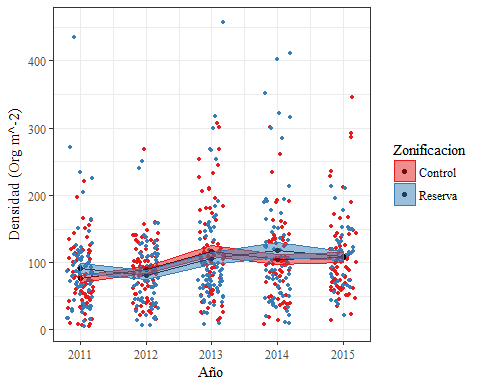 400
300
200
100
0
Densidad (Org m^-2)
2011 2012 2013 2014 2015
Año
Zonificacion
Control
Reserva